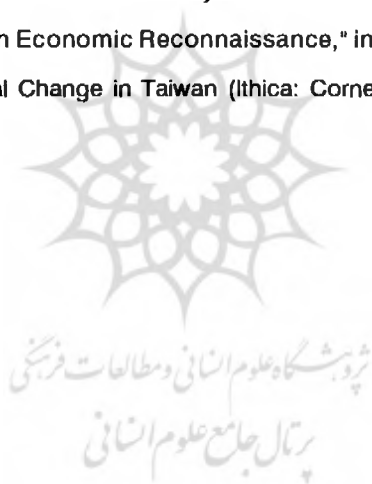 n Economic Reconnaissance," in
al Change in Taiwan (Ithica: Corne
پژوهشگاه علوم انسانی و مطالعات فرهنگی
پرتال جامع علوم انسانی